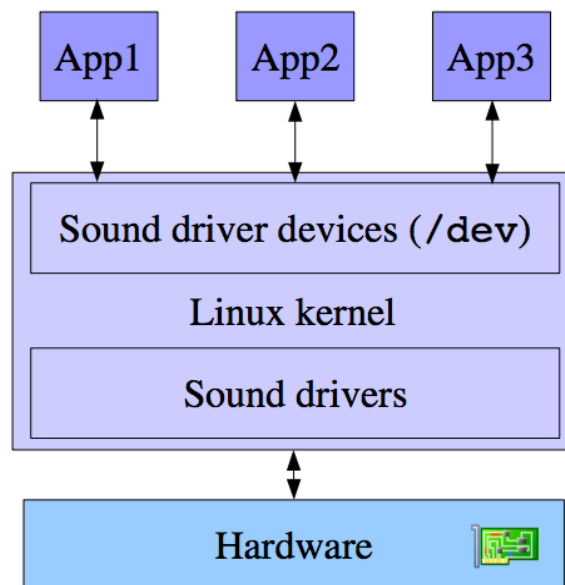 App1 App2 App3
Sound driver devices (/dev)
Linux kernel
Sound drivers
Hardware